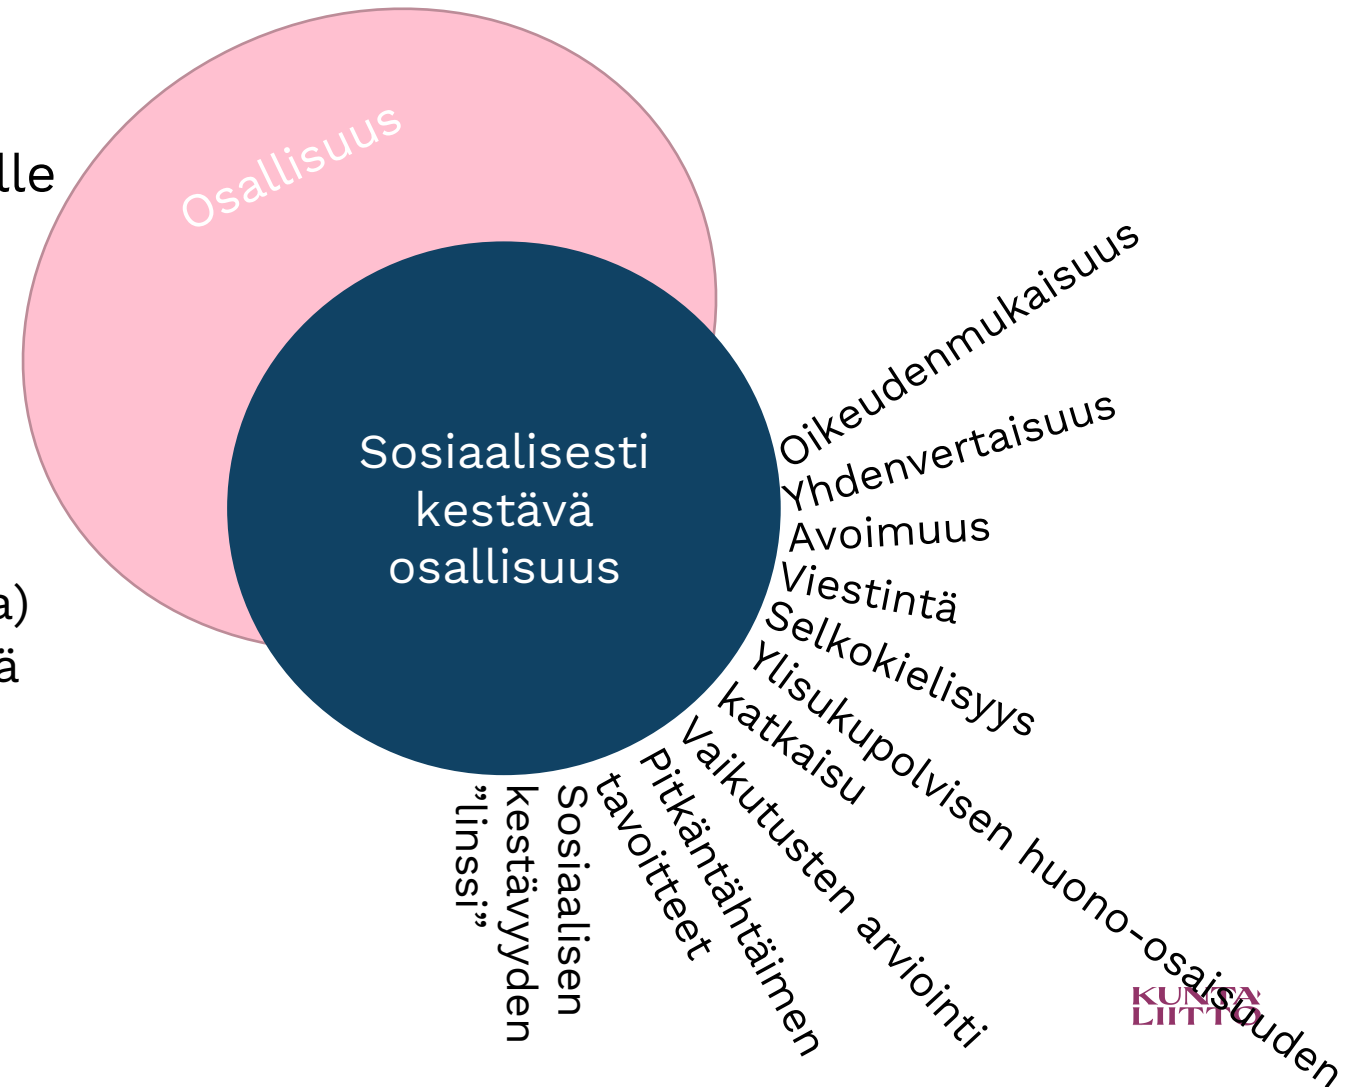 lle
Osallisuus
Sosiaalisesti
kestävä
osallisuus
a)
ä
Oikeudenmukaisuus
Yhdenvertaisuus
Avoimuus
Viestintä
Selkokielisyys
Ylisukupolvisen huono-osaisuuden
katkaisu
Vaikutusten arviointi
Pitkäntähtäimen
tavoitteet
Sosiaalisen
kestävyyden
”linssi”
KUNTA
LIITTO